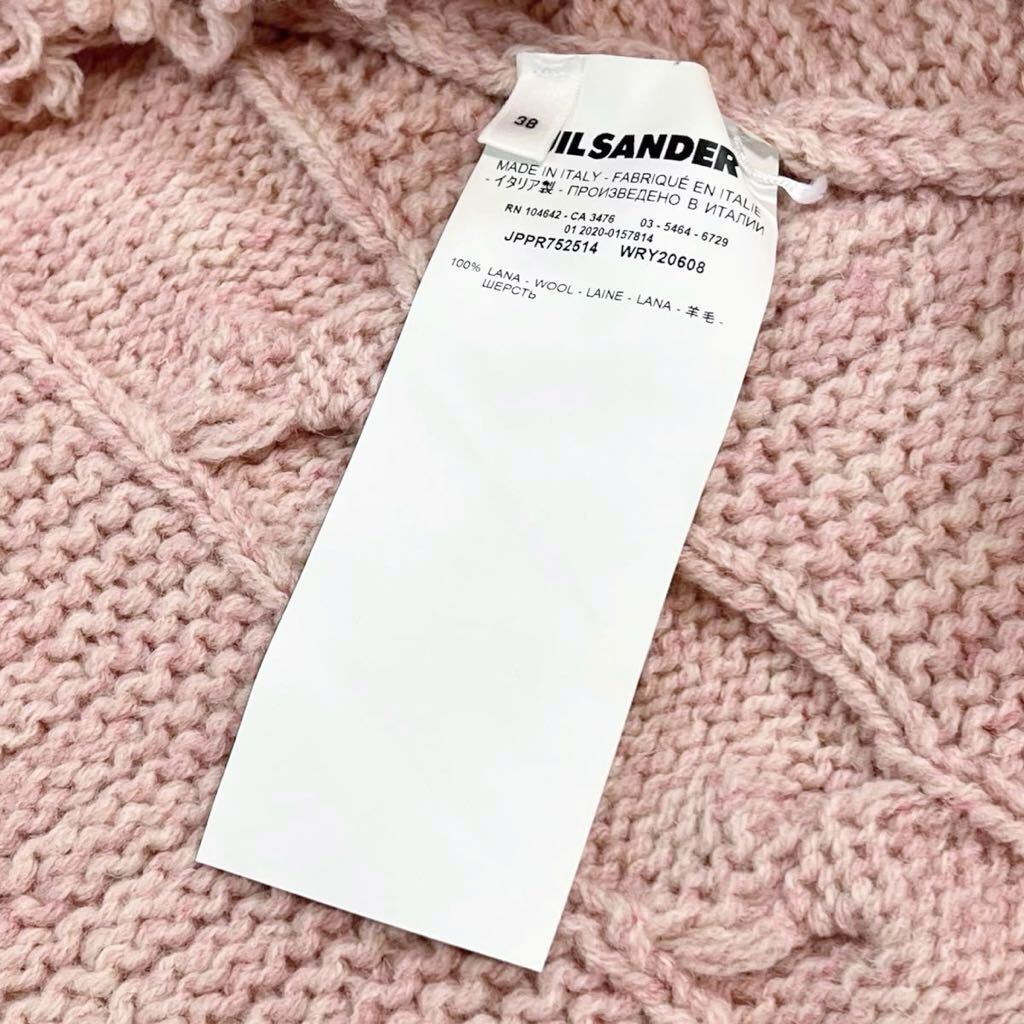 38
JIL SANDER
MADE IN ITALY - FABRIQUÉ EN ITALIE
- イタリア製 - ПРОИЗВЕДЕНО В ИТАЛИИ
RN 104642 - CA 3476 03 - 5464 - 6729
01 2020-0157814
JPPR752514 WRY20608
100% LANA - WOOL - LAINE - LANA - 羊毛 -
ШЕРСТЬ